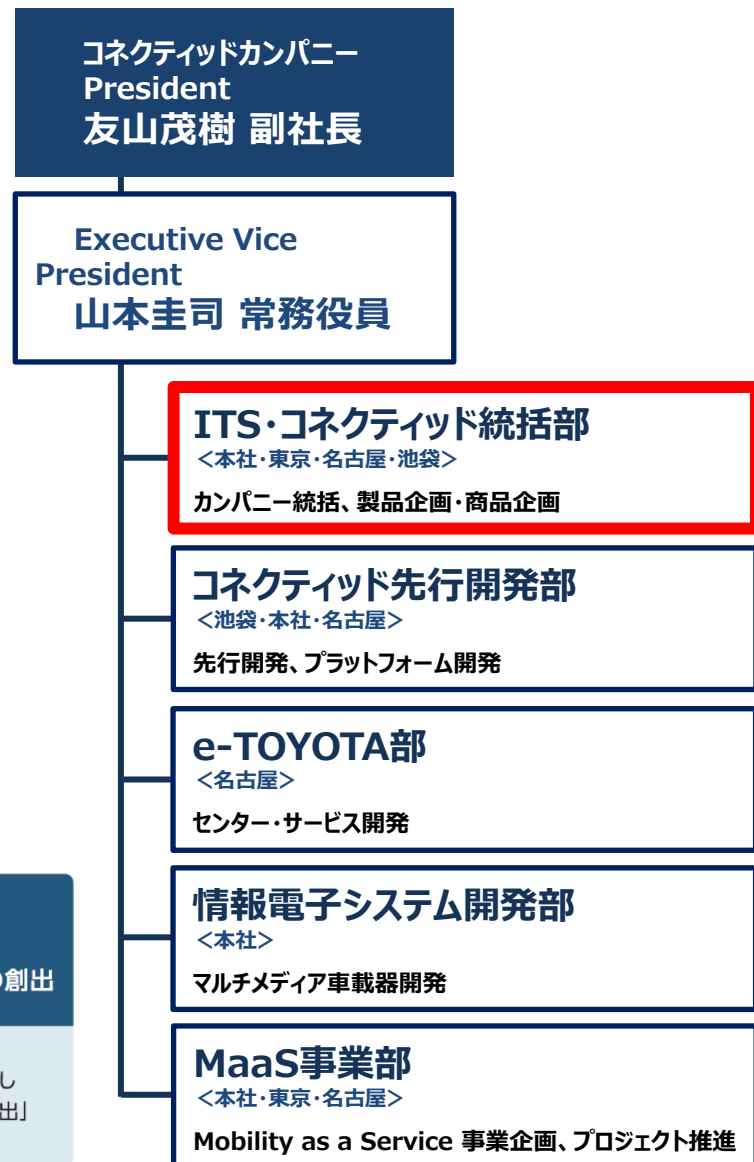 コネクティッドカンパニー
President
友山茂樹 副社長
Executive Vice
President
山本圭司 常務役員
ITS・コネクティッド統括部
<本社・東京・名古屋・池袋>
カンパニー統括、製品企画・商品企画
コネクティッド先行開発部
<池袋・本社・名古屋>
先行開発、プラットフォーム開発
e-TOYOTA部
<名古屋>
センター・サービス開発
情報電子システム開発部
<本社>
マルチメディア車載器開発
MaaS事業部
<本社・東京・名古屋>
Mobility as a Service 事業企画、プロジェクト推進
の創出
し
出」